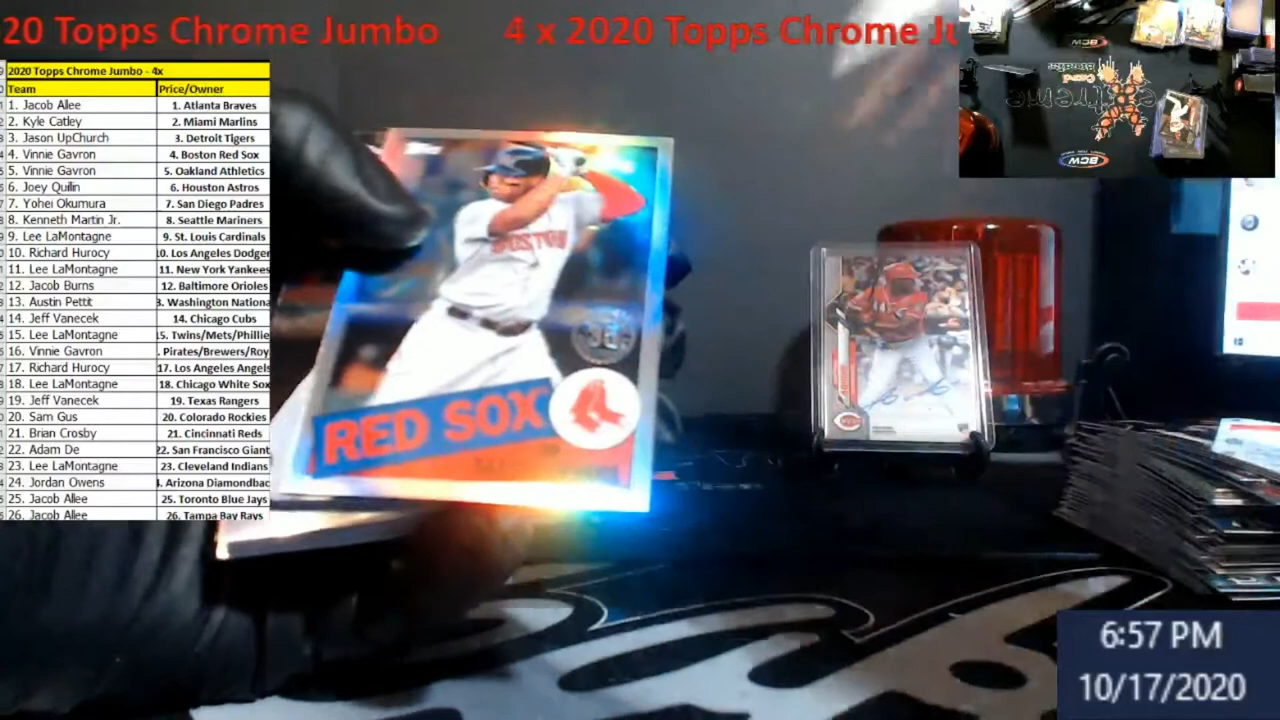 20 Topps Chrome Jumbo 4 x 2020 Topps Chrome Ju
2020 Topps Chrome Jumbo - 4x
Team Price/Owner
1. Jacob Allee 1. Atlanta Braves
2. Kyle Catley 2. Miami Marlins
3. Jason UpChurch 3. Detroit Tigers
4. Vinnie Gavron 4. Boston Red Sox
5. Vinnie Gavron 5. Oakland Athletics
6. Joey Quilin 6. Houston Astros
7. Yohei Okumura 7. San Diego Padres
8. Kenneth Martin Jr. 8. Seattle Mariners
9. Lee LaMontagne 9. St. Louis Cardinals
10. Richard Hurocy 10. Los Angeles Dodger
11. Lee LaMontagne 11. New York Yankees
12. Jacob Burns 12. Baltimore Orioles
13. Austin Pettit 3. Washington Nationa
14. Jeff Vanecek 14. Chicago Cubs
15. Lee LaMontagne 15. Twins/Mets/Phillie
16. Vinnie Gavron . Pirates/Brewers/Roy
17. Richard Hurocy 17. Los Angeles Angels
18. Lee LaMontagne 18. Chicago White Sox
19. Jeff Vanecek 19. Texas Rangers
20. Sam Gus 20. Colorado Rockies
21. Brian Crosby 21. Cincinnati Reds
22. Adam De 22. San Francisco Giant
23. Lee LaMontagne 23. Cleveland Indians
24. Jordan Owens 4. Arizona Diamondbac
25. Jacob Allee 25. Toronto Blue Jays
26. Jacob Allee 26. Tampa Bay Rays
BOSTON
35
RED SOX
BCW
extreme
Card
Breaks
BCW
REDS
6:57 PM
10/17/2020